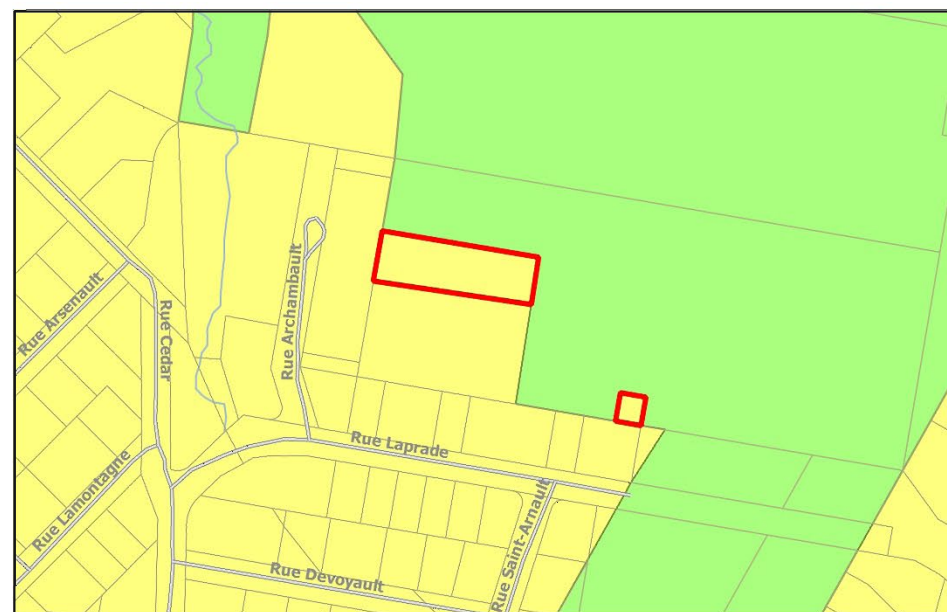 Rue Arsenault
Rue Cedar
Rue Archambault
Rue Laprade
Rue Lamontagne
Rue Saint-Arnault
Rue Devoyault